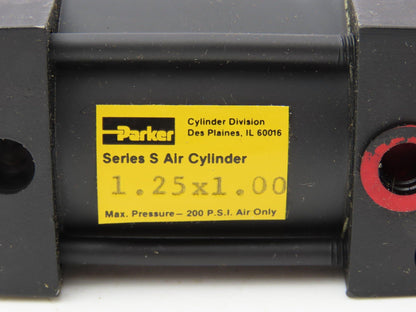 Parker
Cylinder Division
Des Plaines, IL 60016
Series S Air Cylinder
1.25x1.00
Max. Pressure — 200 P.S.I. Air Only